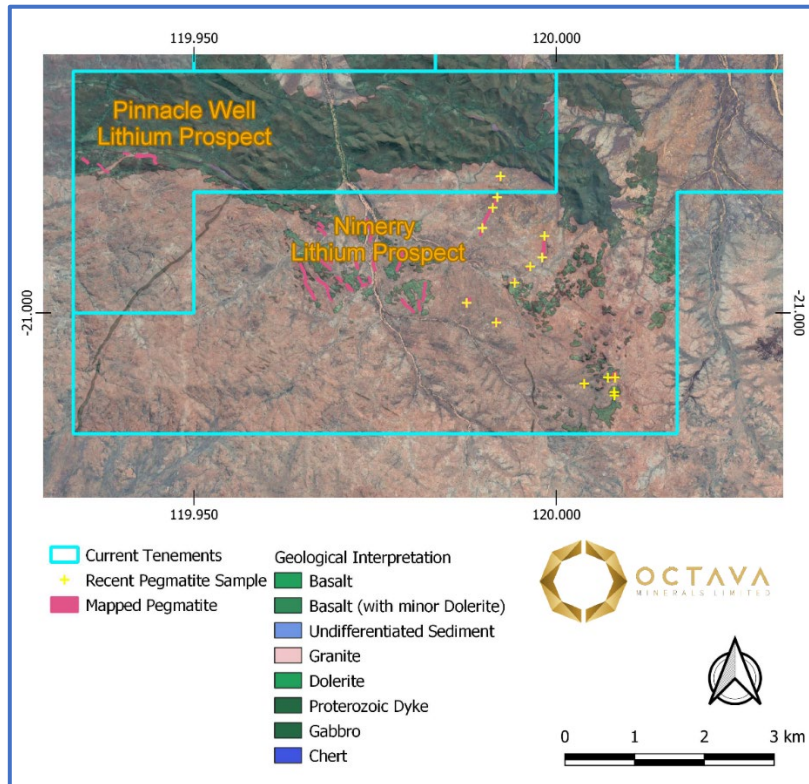 119.950
120.000
Pinnacle Well
Lithium Prospect
Nimerry
Lithium Prospect
-21.000
-21.000
119.950
120.000
Current Tenements
Recent Pegmatite Sample
Mapped Pegmatite
Geological Interpretation
Basalt
Basalt (with minor Dolerite)
Undifferentiated Sediment
Granite
Dolerite
Proterozoic Dyke
Gabbro
Chert
OCTAVA
MINERALS LIMITED
0 1 2 3 km